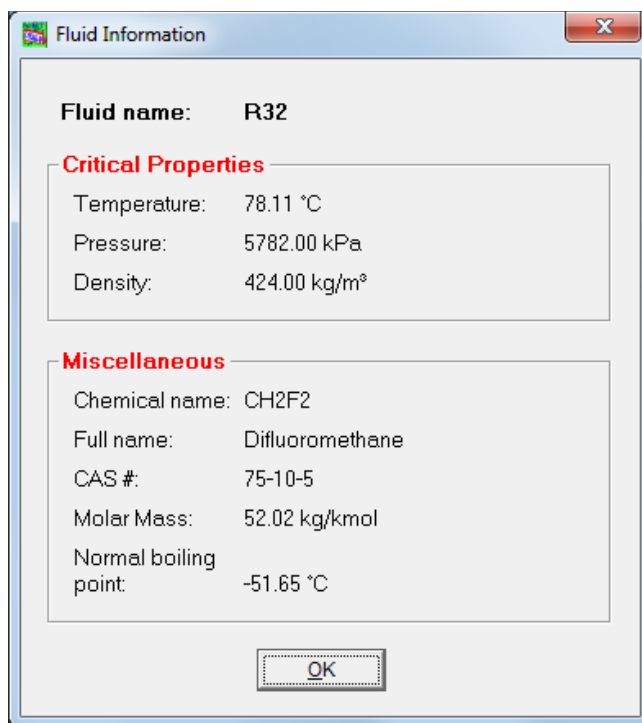 Fluid Information
Fluid name: R32
Critical Properties
Temperature: 78.11 °C
Pressure: 5782.00 kPa
Density: 424.00 kg/m³
Miscellaneous
Chemical name: CH2F2
Full name: Difluoromethane
CAS #: 75-10-5
Molar Mass: 52.02 kg/kmol
Normal boiling
point: -51.65 °C
OK